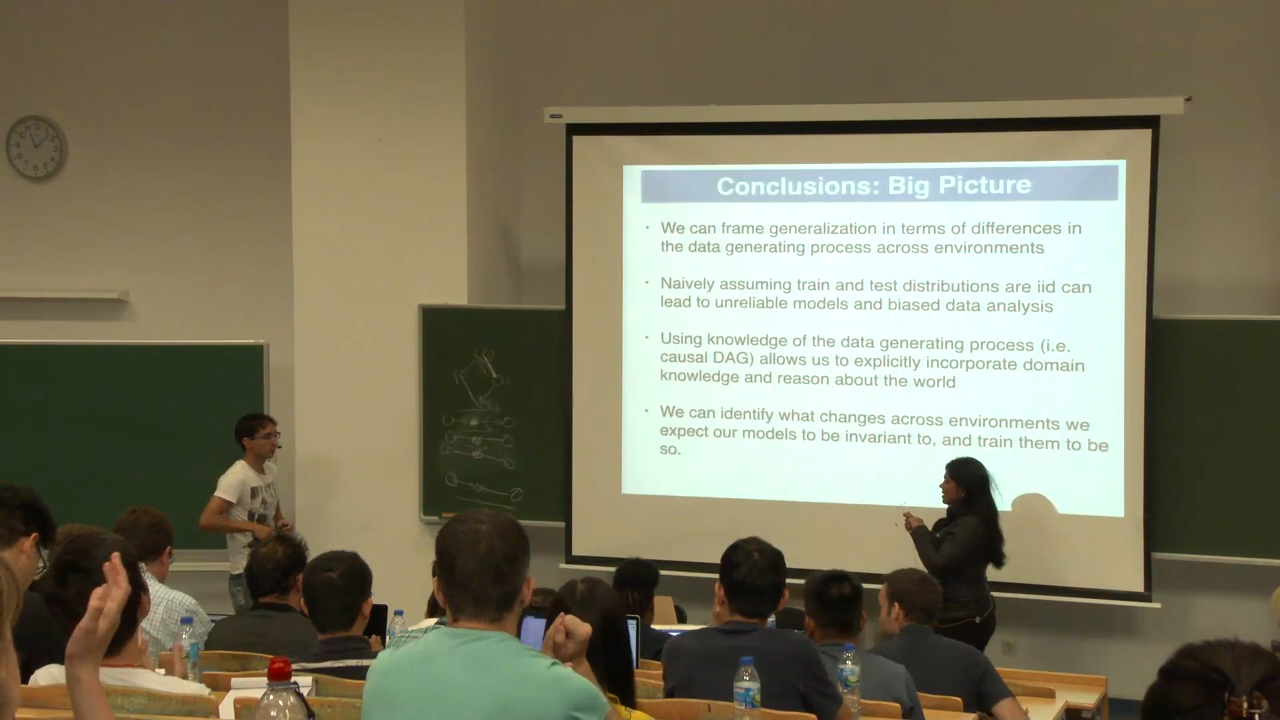 Conclusions: Big Picture
· We can frame generalization in terms of differences in
the data generating process across environments
· Naively assuming train and test distributions are iid can
lead to unreliable models and biased data analysis
· Using knowledge of the data generating process (i.e.
causal DAG) allows us to explicitly incorporate domain
knowledge and reason about the world
· We can identify what changes across environments we
expect our models to be invariant to, and train them to be
so.